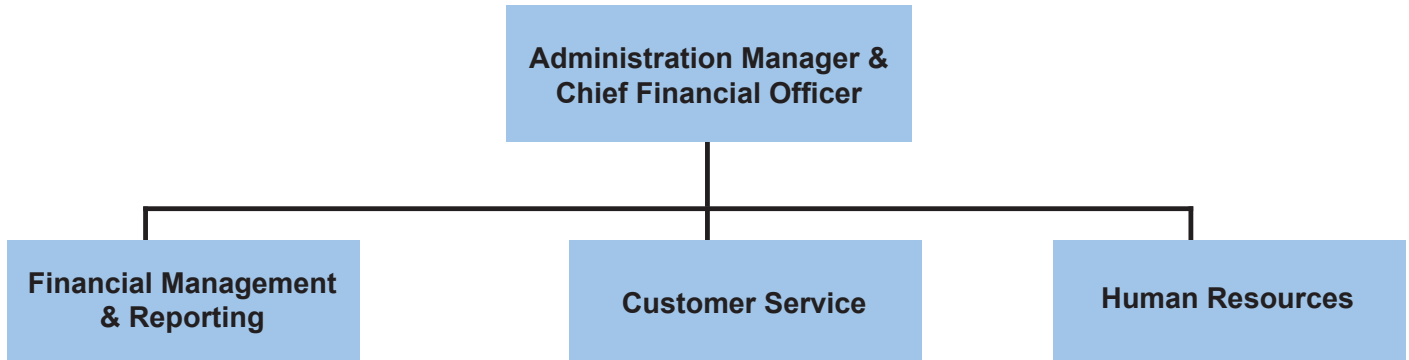 Administration Manager &
Chief Financial Officer
Financial Management
& Reporting
Customer Service
Human Resources